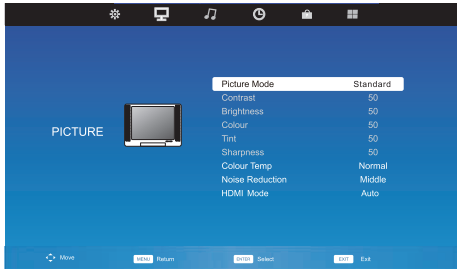 PICTURE
Picture Mode Standard
Contrast 50
Brightness 50
Colour 50
Tint 50
Sharpness 50
Colour Temp Normal
Noise Reduction Middle
HDMI Mode Auto
Move MENU Return ENTER Select EXIT Exit